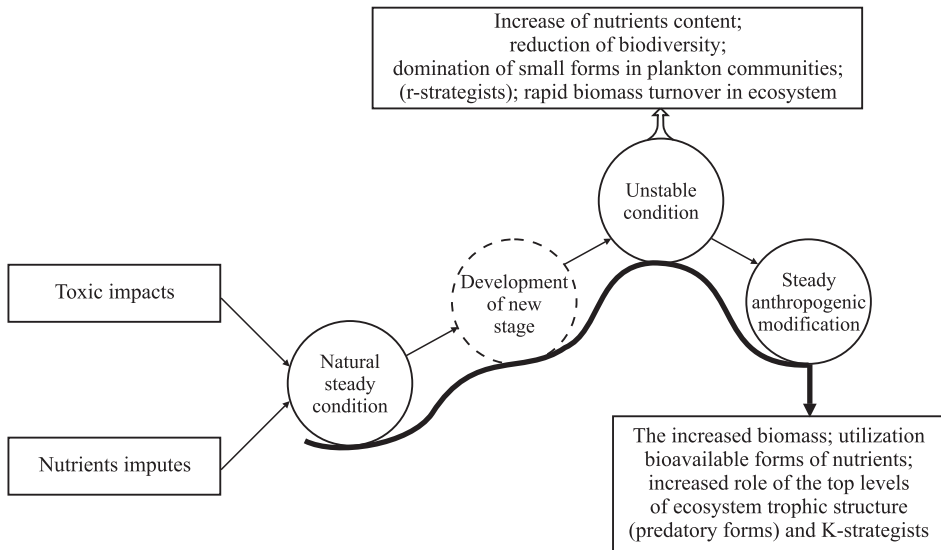 Increase of nutrients content;
reduction of biodiversity;
domination of small forms in plankton communities;
(r-strategists); rapid biomass turnover in ecosystem
Unstable
condition
Development
of new
stage
Steady
anthropogenic
modification
Toxic impacts
Natural
steady
condition
Nutrients imputes
The increased biomass; utilization
bioavailable forms of nutrients;
increased role of the top levels
of ecosystem trophic structure
(predatory forms) and K-strategists